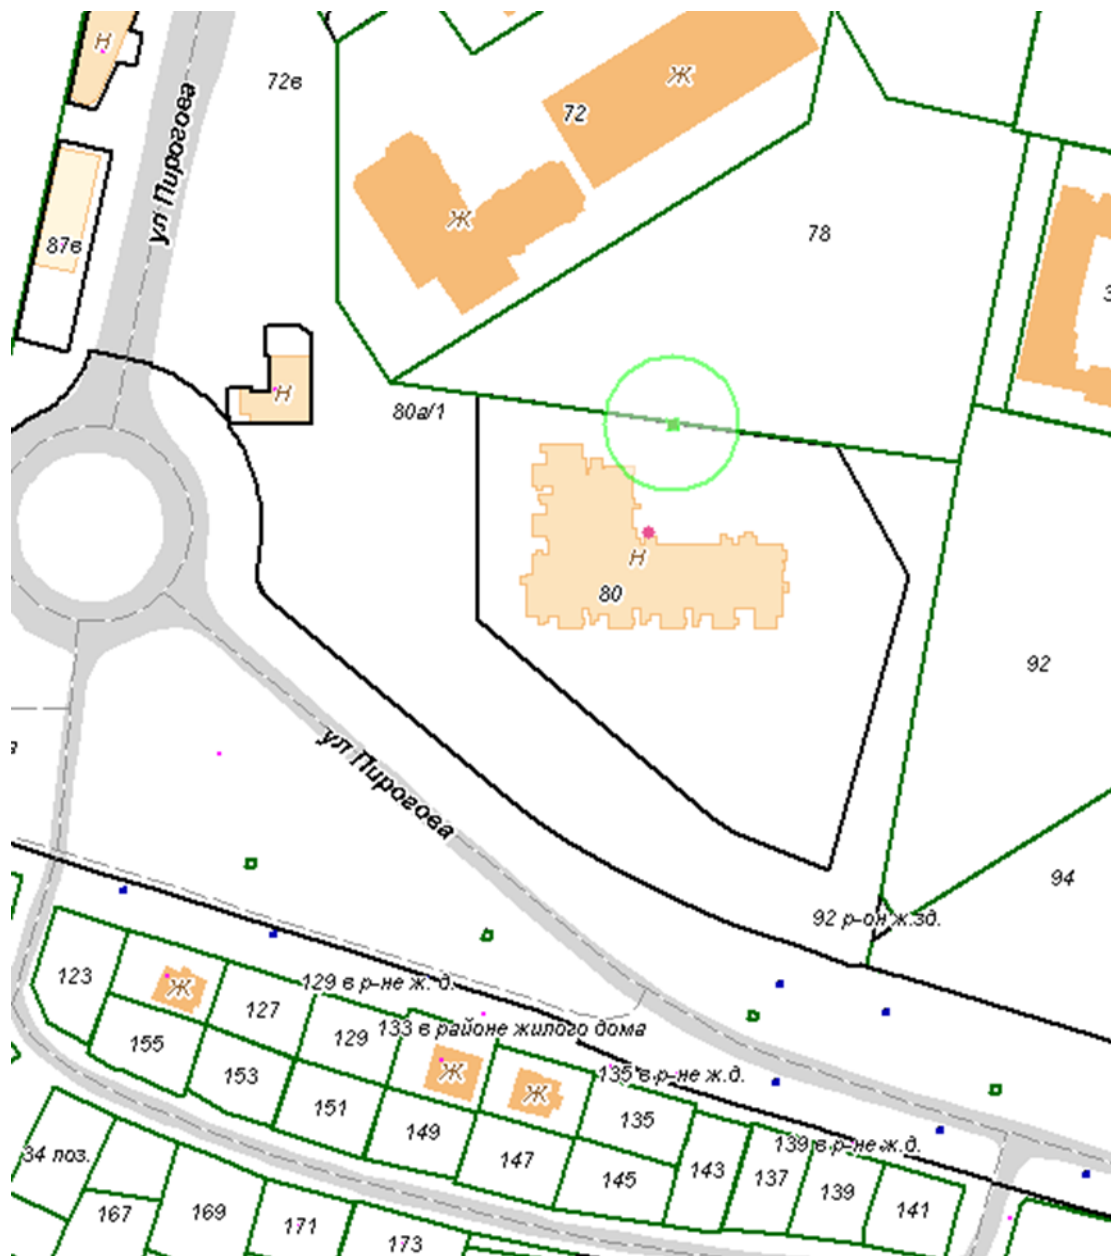 Н
72в
Ж
72
ул Пирогова
Ж
78
87в
Н
80а/1
Н
80
92
ул Пирогова
94
92 р-он ж.зд.
123
Ж
129 в р-не ж. д.
127
133 в районе жилого дома
129
155
153
Ж
135 в р-не ж.д.
Ж
151
135
149
139 в р-не ж.д.
34 поз.
147
143
137
145
139
141
167
169
171
173